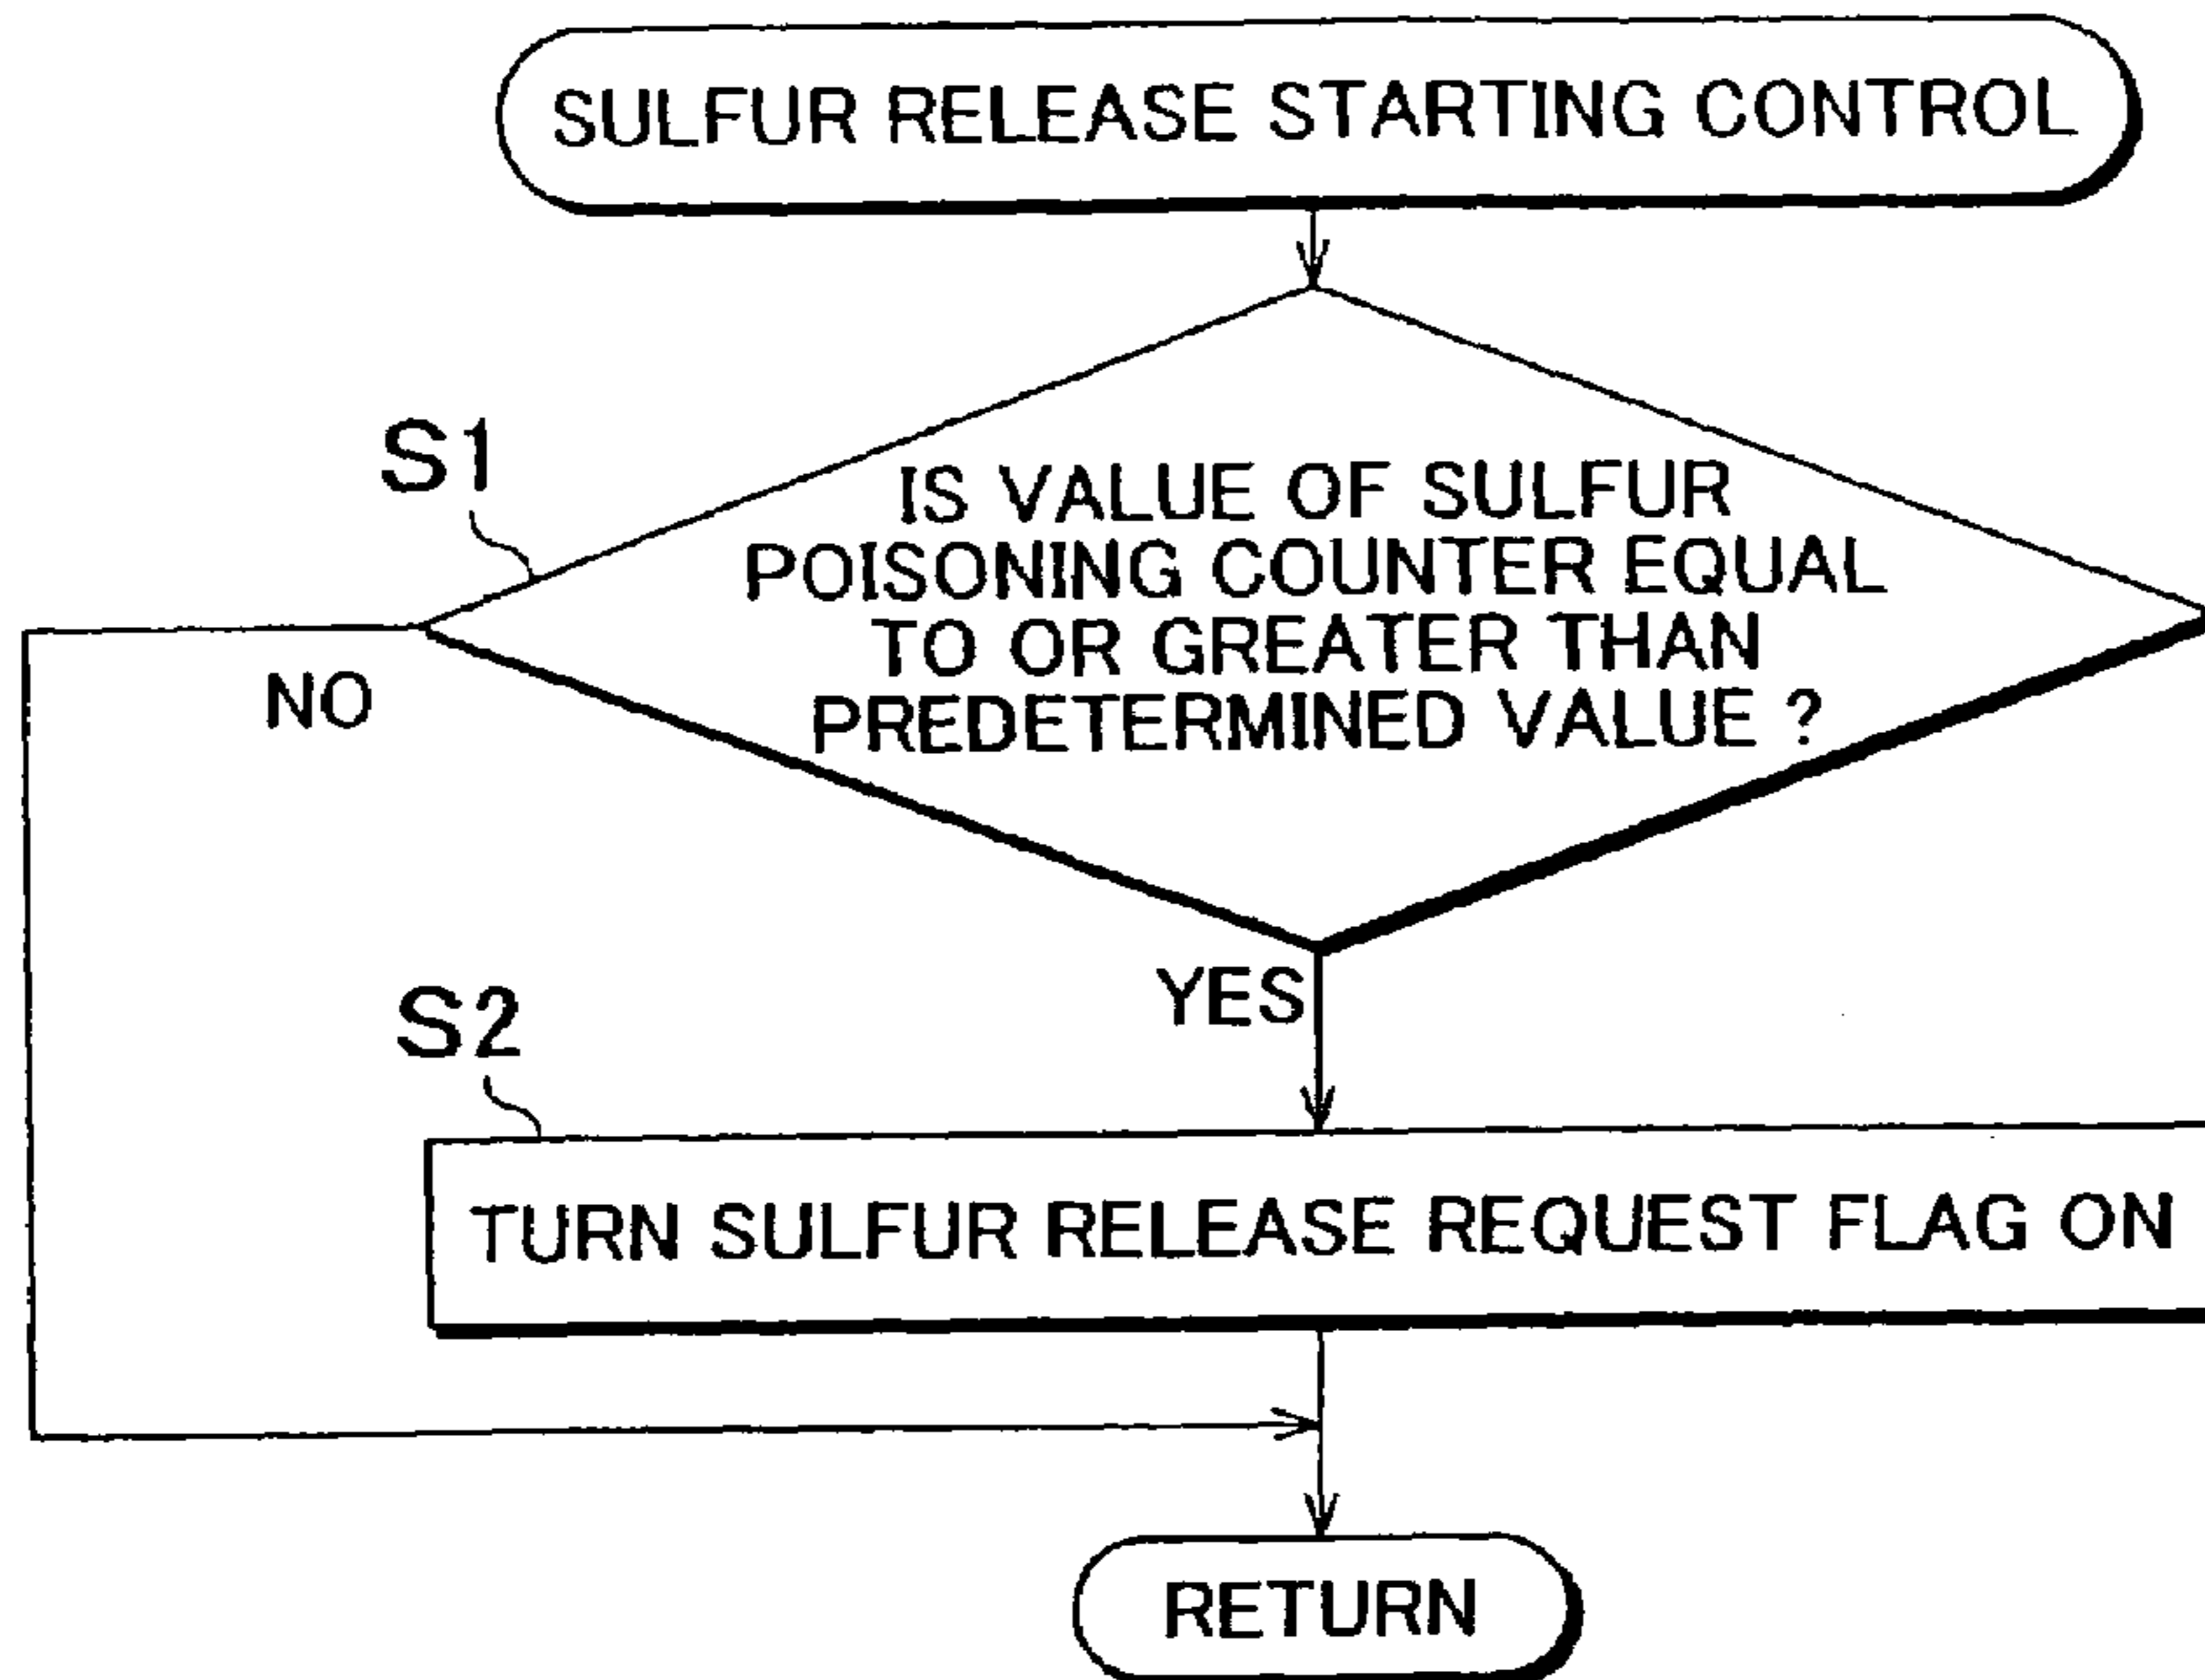 SULFUR RELEASE STARTING CONTROL
S1
IS VALUE OF SULFUR
POISONING COUNTER EQUAL
TO OR GREATER THAN
PREDETERMINED VALUE ?
NO
YES
S2
TURN SULFUR RELEASE REQUEST FLAG ON
RETURN